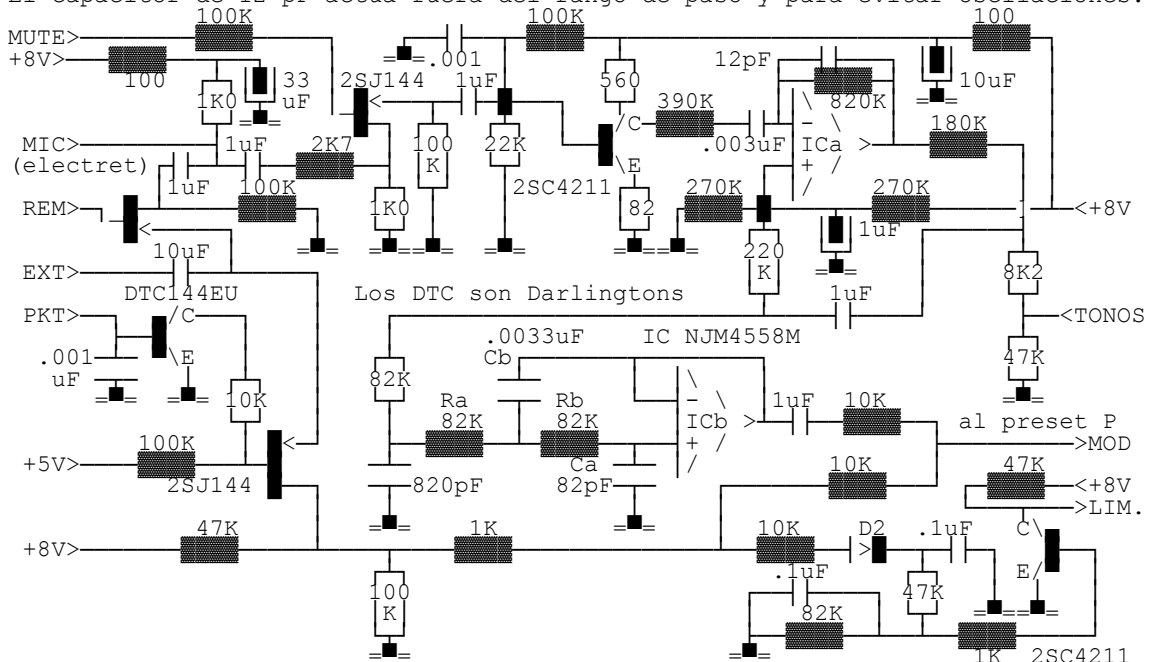 El capacitor de 12 pF actúa fuera del rango de paso y para evitar oscilaciones.
100K 100K 100
MUTE>
+8V> .001 12pF
100 33 2SJ144 1uF 560 10uF
1K0 uF 390K 820K
/C \ 180K
MIC> 1uF 2K7 100 22K .003uF ICa >
(electret) K \E + /
1uF 100K 2SC4211 270K / 270K
REM> 1K0 82 <+8V
< 220 1uF
10uF K
EXT> 8K2
DTC144EU Los DTC son Darlingtons 1uF
PKT> /C <TONOS
.0033uF IC NJM4558M
.001 \E Cb 47K
uF 82K \
10K Ra Rb - \ 1uF 10K
82K 82K ICb > al preset P
100K < + / >MOD
+5V> Ca / 10K 47K
2SJ144 820pF 82pF <+8V
>LIM.
47K 1K 10K D2 .1uF C\
+8V> >
.1uF E/
100 47K
K 82K
1K 2SC4211